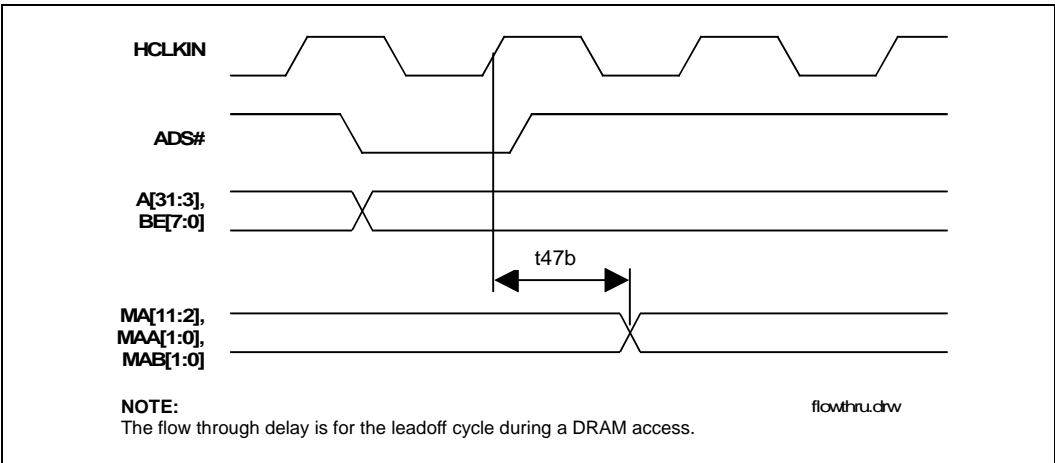 HCLKIN
ADS#
A[31:3],
BE[7:0]
t47b
MA[11:2],
MAA[1:0],
MAB[1:0]
NOTE:
flowthru.drw
The flow through delay is for the leadoff cycle during a DRAM access.